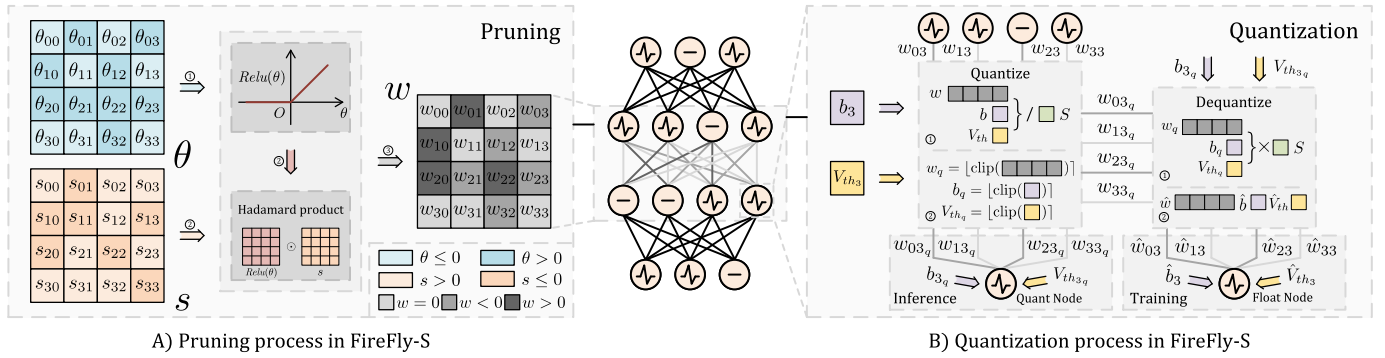 Pruning
θ00 θ01 θ02 θ03
θ10 θ11 θ12 θ13
θ20 θ21 θ22 θ23
θ30 θ31 θ32 θ33
θ
①
Relu(θ)
O
θ
②
s00 s01 s02 s03
s10 s11 s12 s13
s20 s21 s22 s23
s30 s31 s32 s33
s
②
Hadamard product
⊙
Relu(θ)
s
③
w
w00 w01 w02 w03
w10 w11 w12 w13
w20 w21 w22 w23
w30 w31 w32 w33
θ ≤ 0 θ > 0
s > 0 s ≤ 0
w = 0 w < 0 w > 0
A) Pruning process in FireFly-S
Quantization
w03 w13 w23 w33
b3
Vth3
Quantize
w
b
Vth
/ S
①
wq = ⌊clip( )⌉
bq = ⌊clip( )⌉
② Vthq = ⌊clip( )⌉
w03q
w13q
w23q
w33q
b3q Vth3q
Dequantize
wq
bq
Vthq
× S
①
ŵ b̂ V̂th
②
w03q w13q w23q w33q
b3q Vth3q
Inference Quant Node
ŵ03 ŵ13 ŵ23 ŵ33
b̂3 V̂th3
Training Float Node
B) Quantization process in FireFly-S